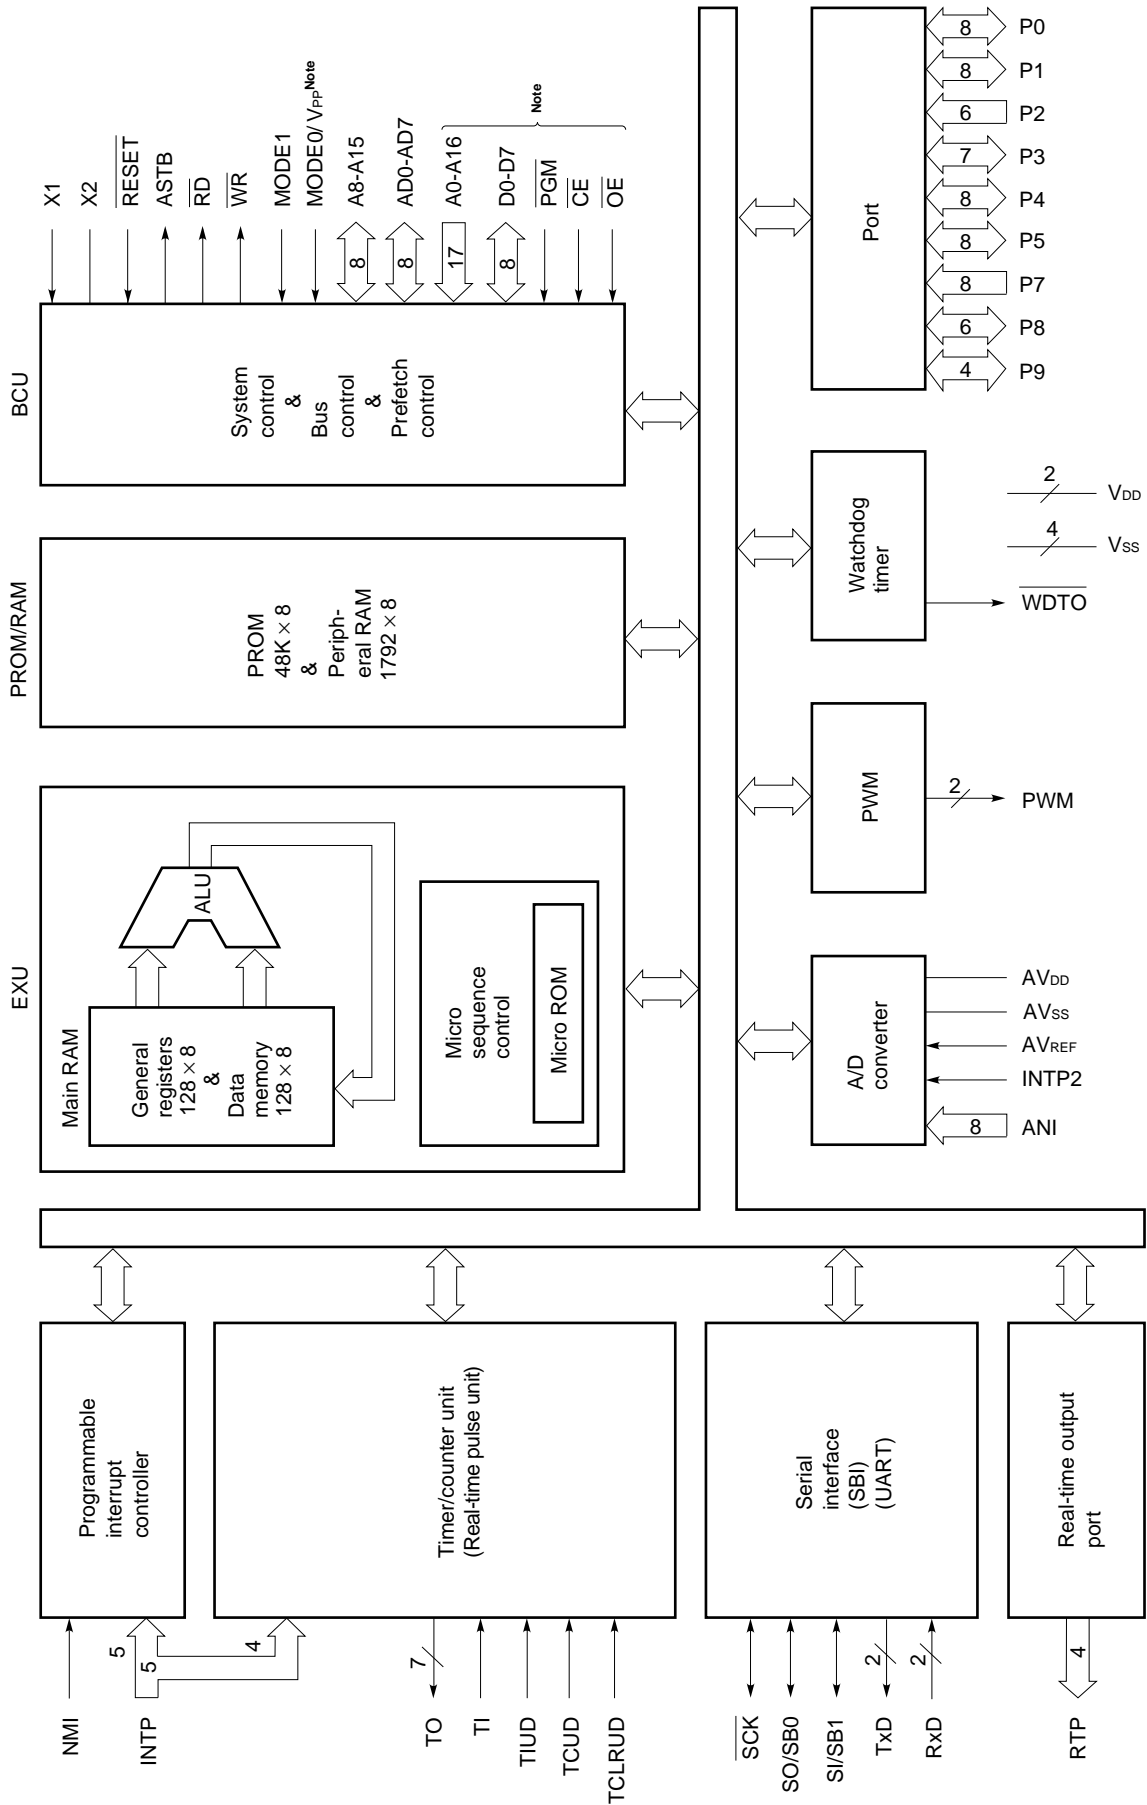 NMI
INTP
5
5
4
TO
7
TI
TIUD
TCUD
TCLRUD
SCK
SO/SB0
SI/SB1
TxD
2
RxD
2
RTP
4
Programmable
interrupt
controller
Timer/counter unit
(Real-time pulse unit)
Serial
interface
(SBI)
(UART)
Real-time output
port
EXU
Main RAM
General
registers
128 × 8
&
Data
memory
128 × 8
ALU
Micro
sequence
control
Micro ROM
PROM/RAM
PROM
48K × 8
&
Periph-
eral RAM
1792 × 8
BCU
System
control
&
Bus
control
&
Prefetch
control
X1
X2
RESET
ASTB
RD
WR
MODE1
MODE0/ VPP Note
A8-A15
8
AD0-AD7
8
A0-A16
17
D0-D7
8
PGM
CE
OE
Note
A/D
converter
AVDD
AVSS
AVREF
INTP2
ANI
8
PWM
2
PWM
Watchdog
timer
2
VDD
4
VSS
WDTO
Port
8
P0
8
P1
6
P2
7
P3
8
P4
8
P5
8
P7
6
P8
4
P9